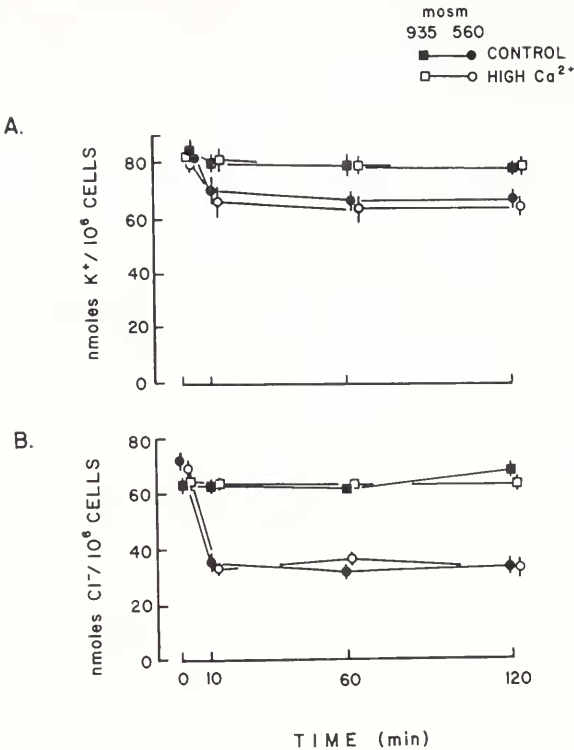 mosm
935 560
CONTROL
HIGH Ca²⁺
A.
nmoles K⁺/10⁶ CELLS
80
60
40
20
0
B.
nmoles Cl⁻/10⁶ CELLS
80
60
40
20
0
0 10 60 120
TIME (min)